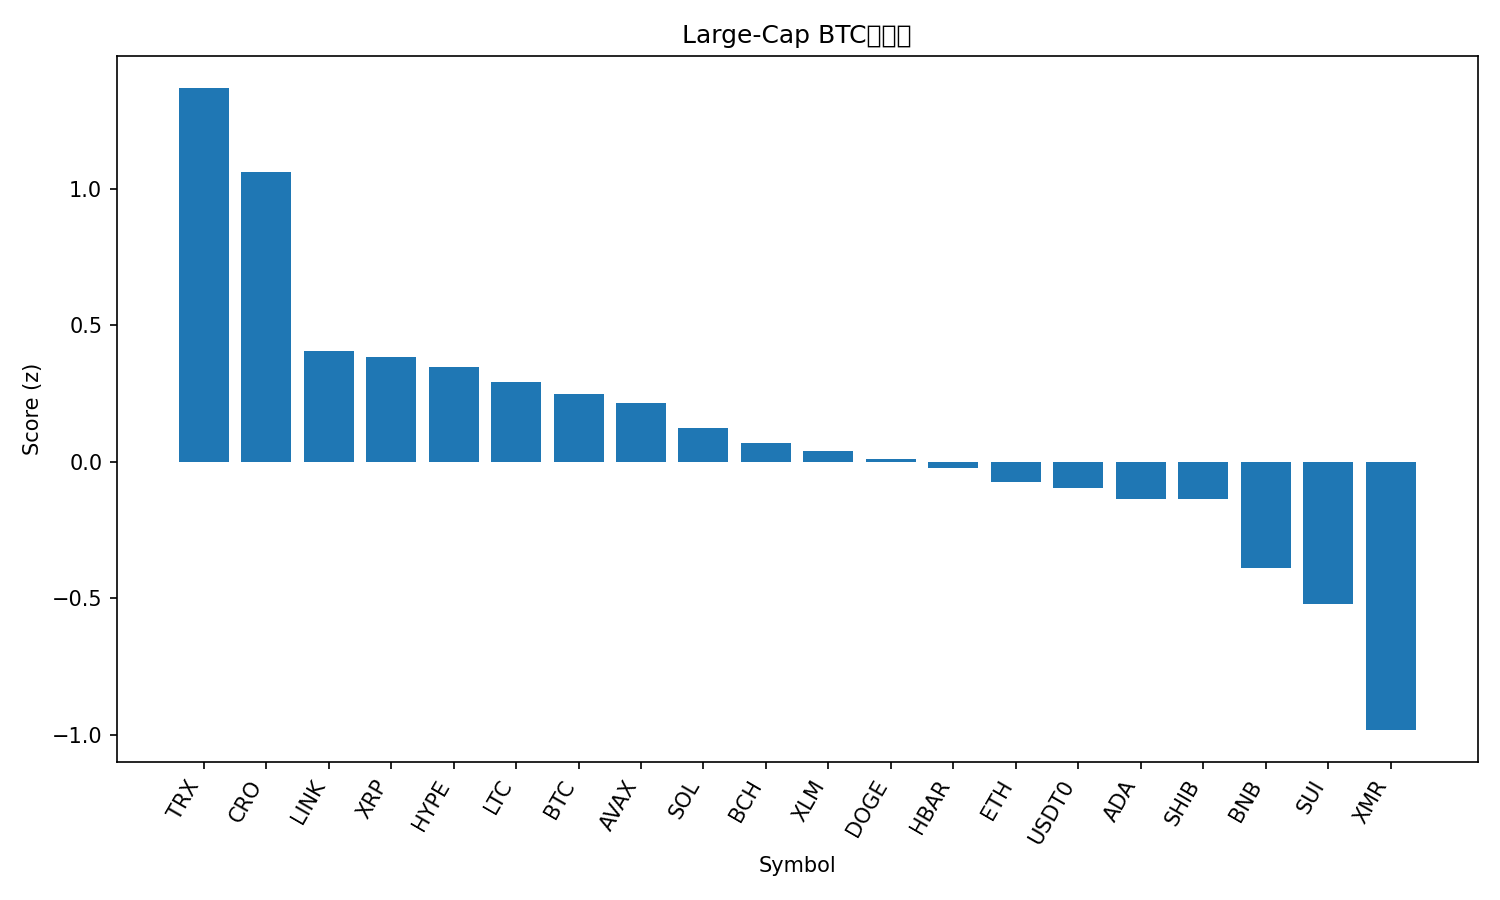 Large-Cap BTC
1.0
0.5
0.0
−0.5
−1.0
Score (z)
TRX
CRO
LINK
XRP
HYPE
LTC
BTC
AVAX
SOL
BCH
XLM
DOGE
HBAR
ETH
USDT0
ADA
SHIB
BNB
SUI
XMR
Symbol